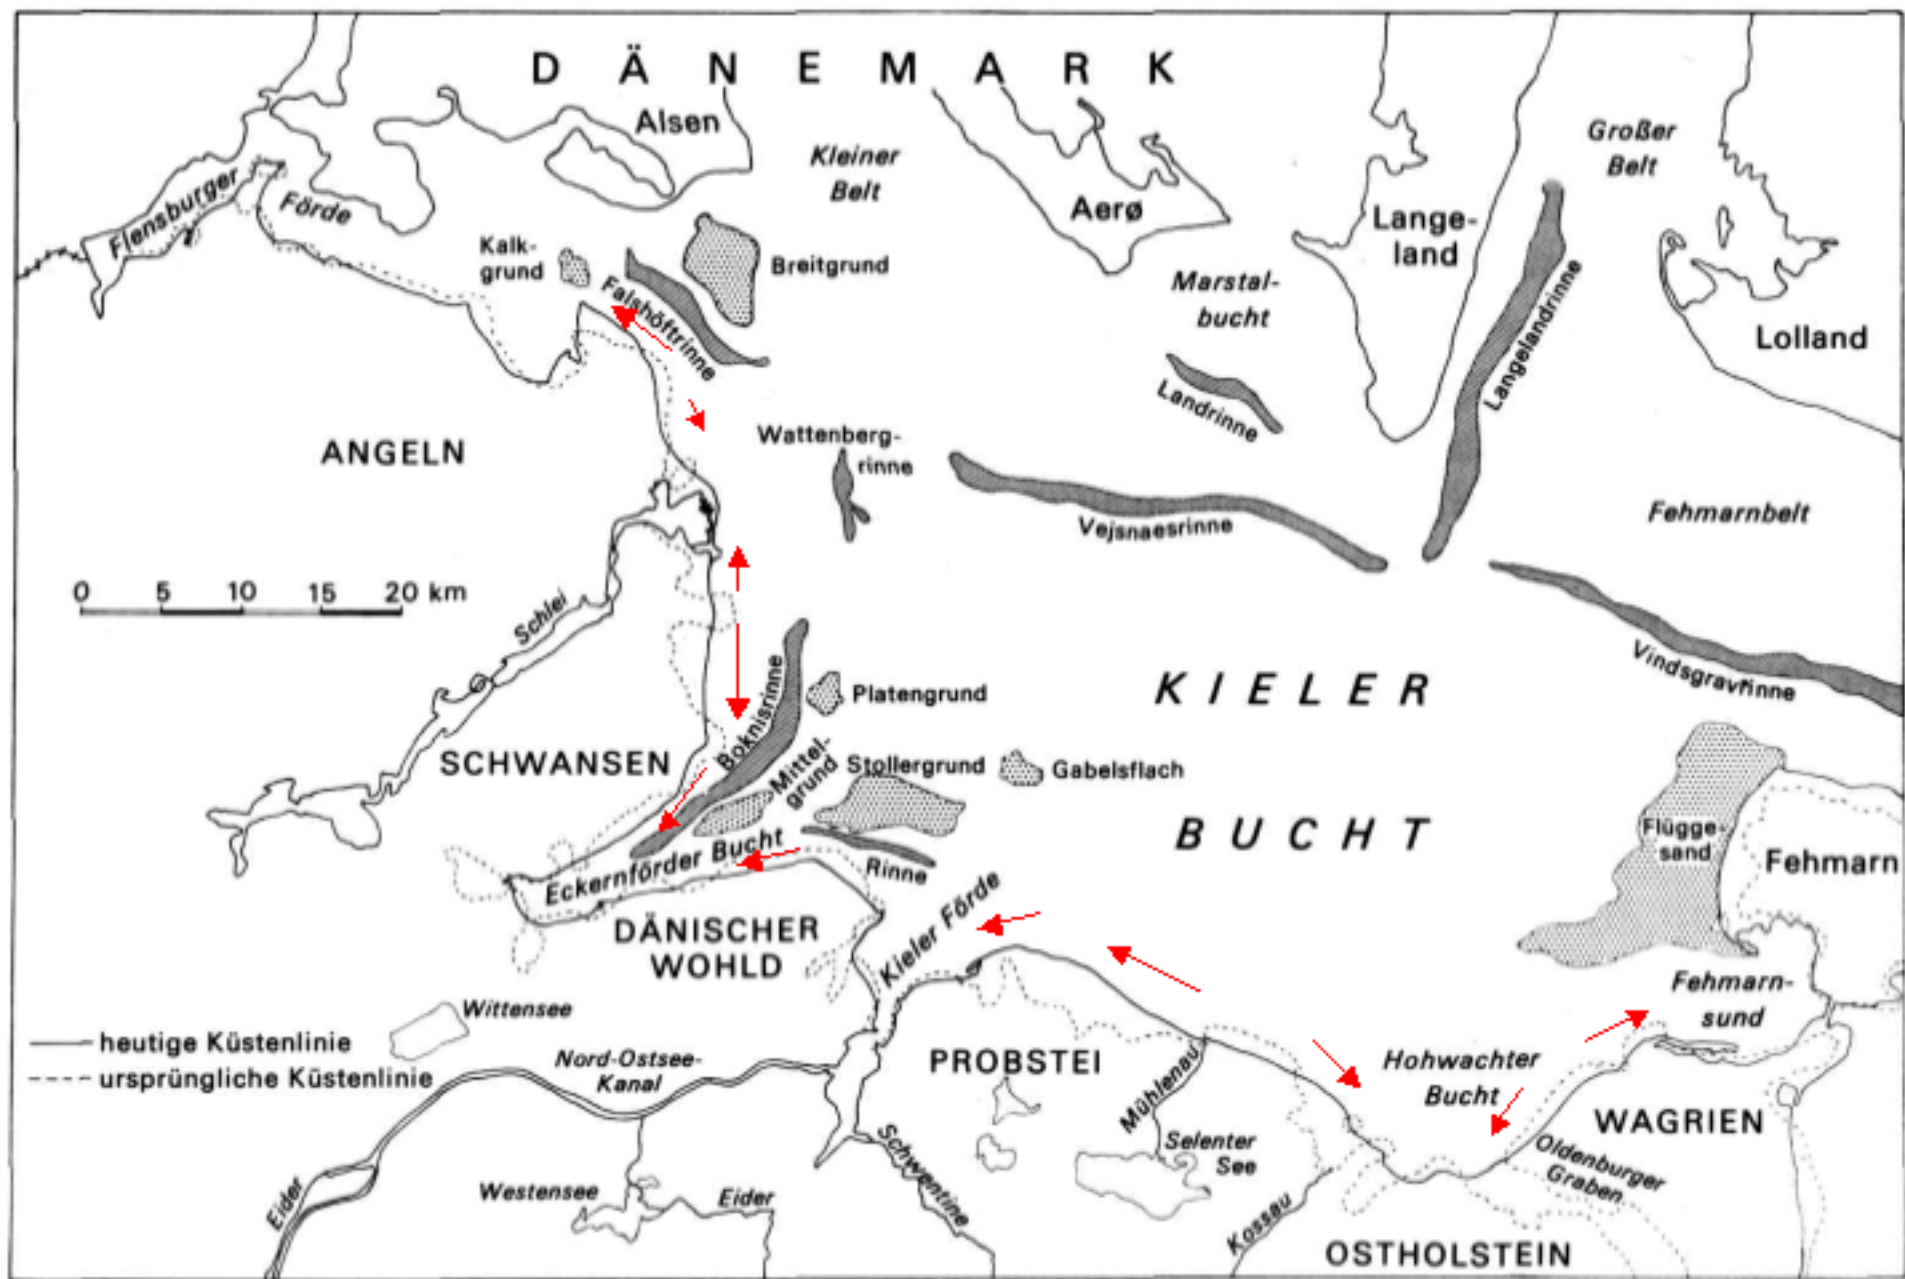 DÄNEMARK
Alsen
Kleiner
Belt
Großer
Belt
Flensburger
Förde
Aerø
Lange-
land
Kalk-
grund
Breitgrund
Falshöftrinne
Marstal-
bucht
Langelandrinne
Lolland
Landrinne
ANGELN
Wattenberg-
rinne
Vejsnaesrinne
Fehmarnbelt
0 5 10 15 20 km
Schlei
Vindsgravrinne
KIELER
BUCHT
Boknisrinne
Platengrund
SCHWANSEN
Mittel-
grund
Stollergrund
Gabelsflach
Flügge-
sand
Fehmarn
Eckernförder Bucht
Rinne
DÄNISCHER
WOHLD
Kieler Förde
Fehmarn-
sund
Wittensee
heutige Küstenlinie
ursprüngliche Küstenlinie
Nord-Ostsee-
Kanal
PROBSTEI
Mühlenau
Hohwachter
Bucht
WAGRIEN
Selenter
See
Oldenburger
Graben
Schwentine
Westensee
Eider
Eider
Kossau
OSTHOLSTEIN